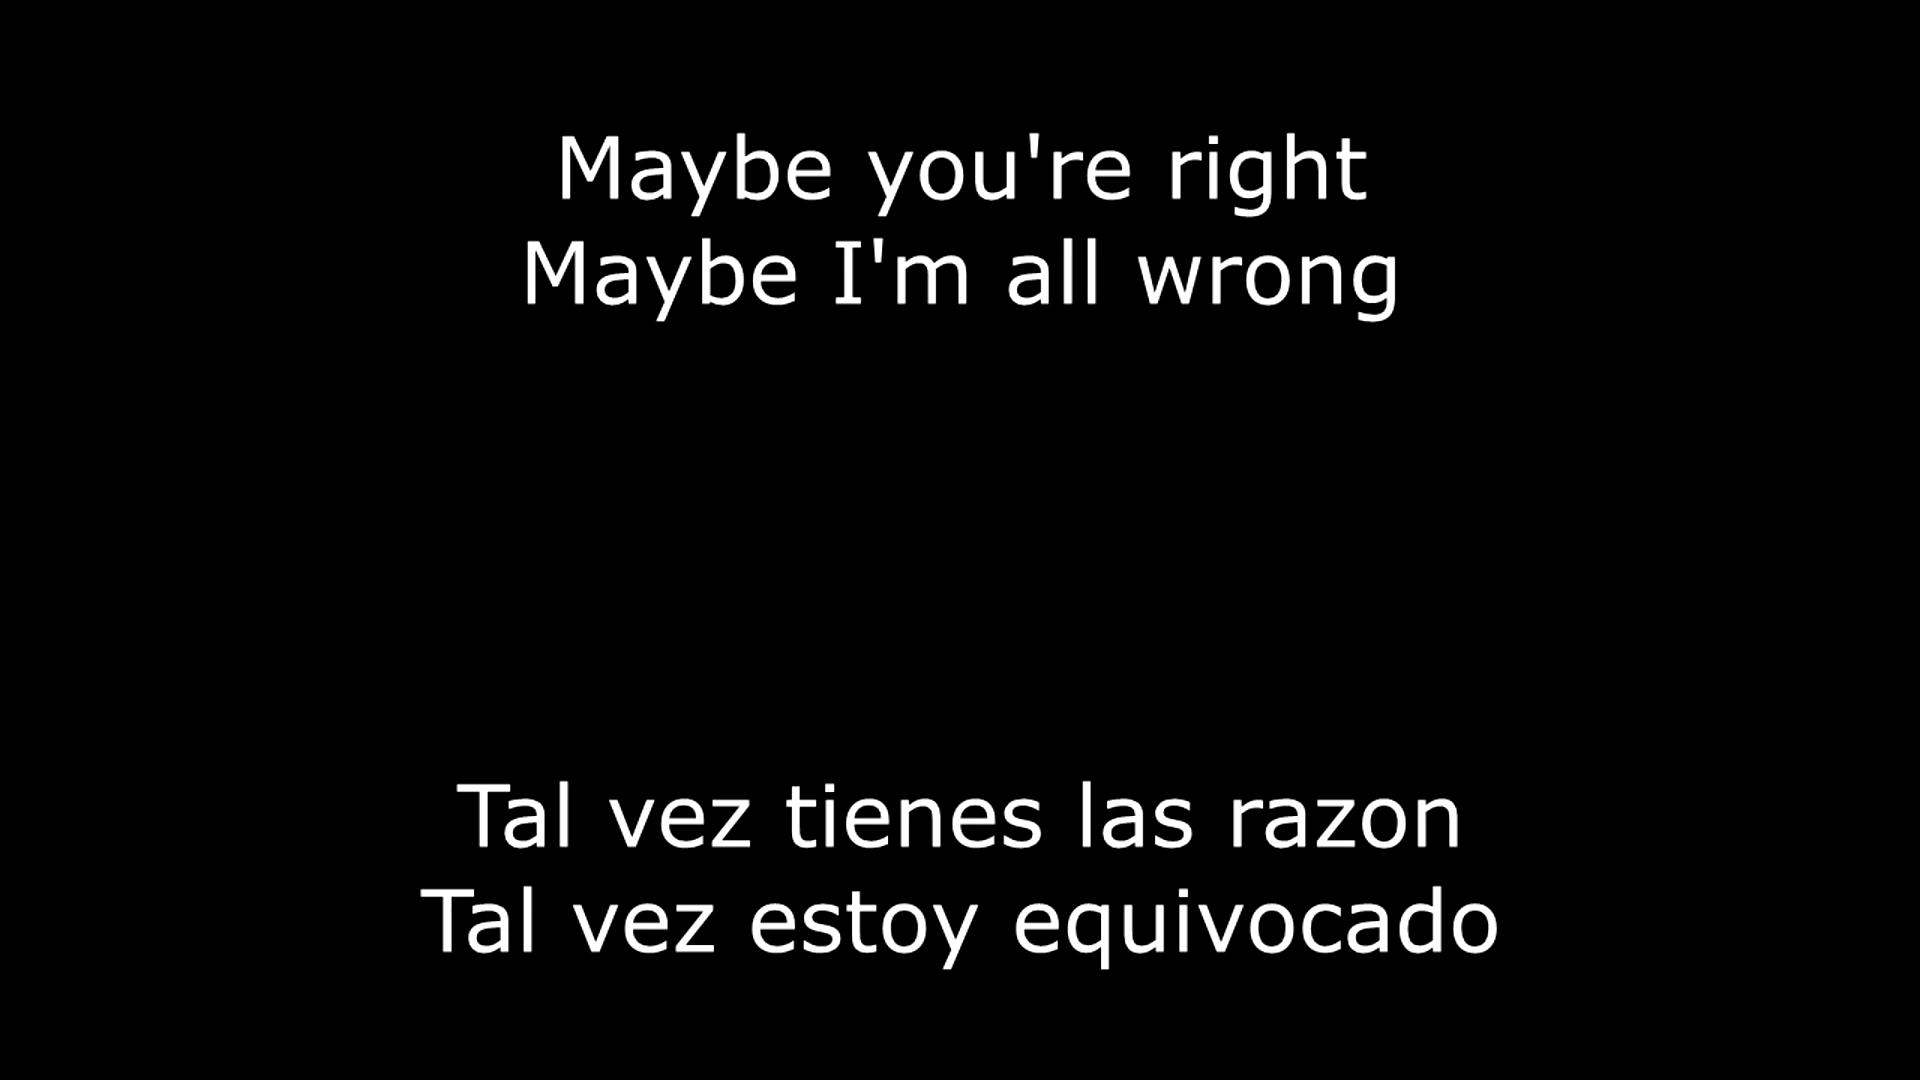 Maybe you're right
Maybe I'm all wrong
Tal vez tienes las razon
Tal vez estoy equivocado